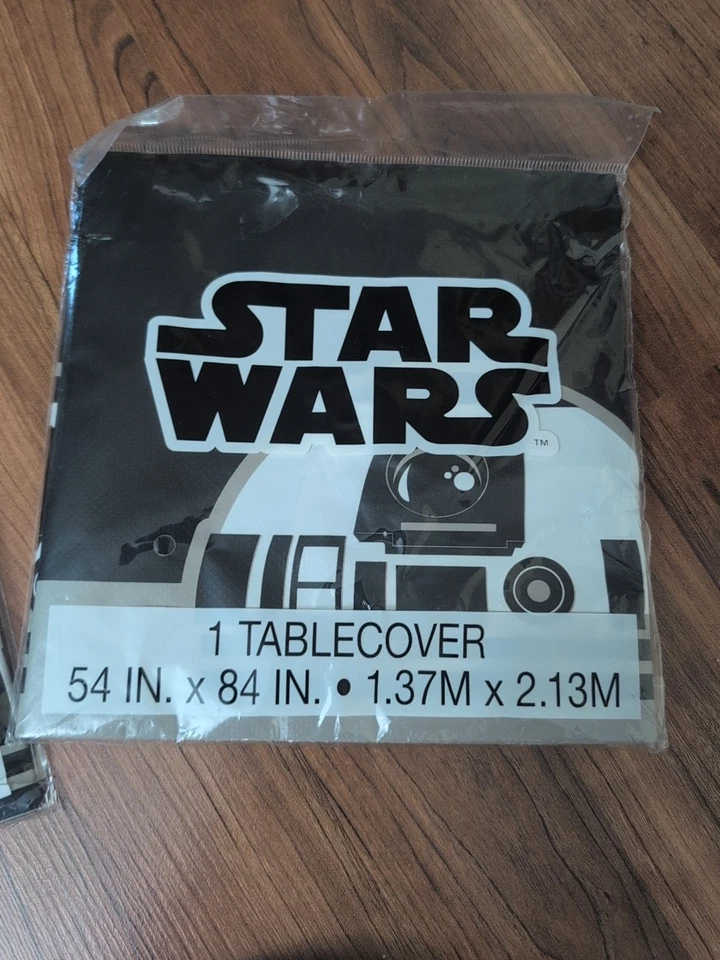 STAR
WARS
TM
1 TABLECOVER
54 IN. x 84 IN. • 1.37M x 2.13M